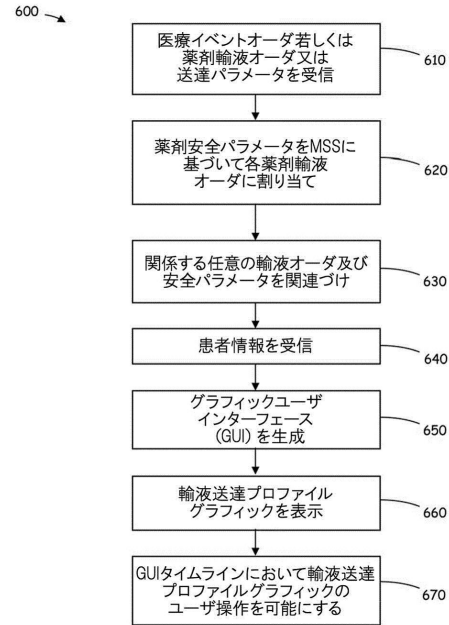 600
医療イベントオーダ若しくは
薬剤輸液オーダ又は
送達パラメータを受信
610
薬剤安全パラメータをMSSに
基づいて各薬剤輸液
オーダに割り当て
620
関係する任意の輸液オーダ及び
安全パラメータを関連づけ
630
患者情報を受信
640
グラフィックユーザ
インターフェース
(GUI)を生成
650
輸液送達プロファイル
グラフィックを表示
660
GUIタイムラインにおいて輸液送達
プロファイルグラフィックの
ユーザ操作を可能にする
670